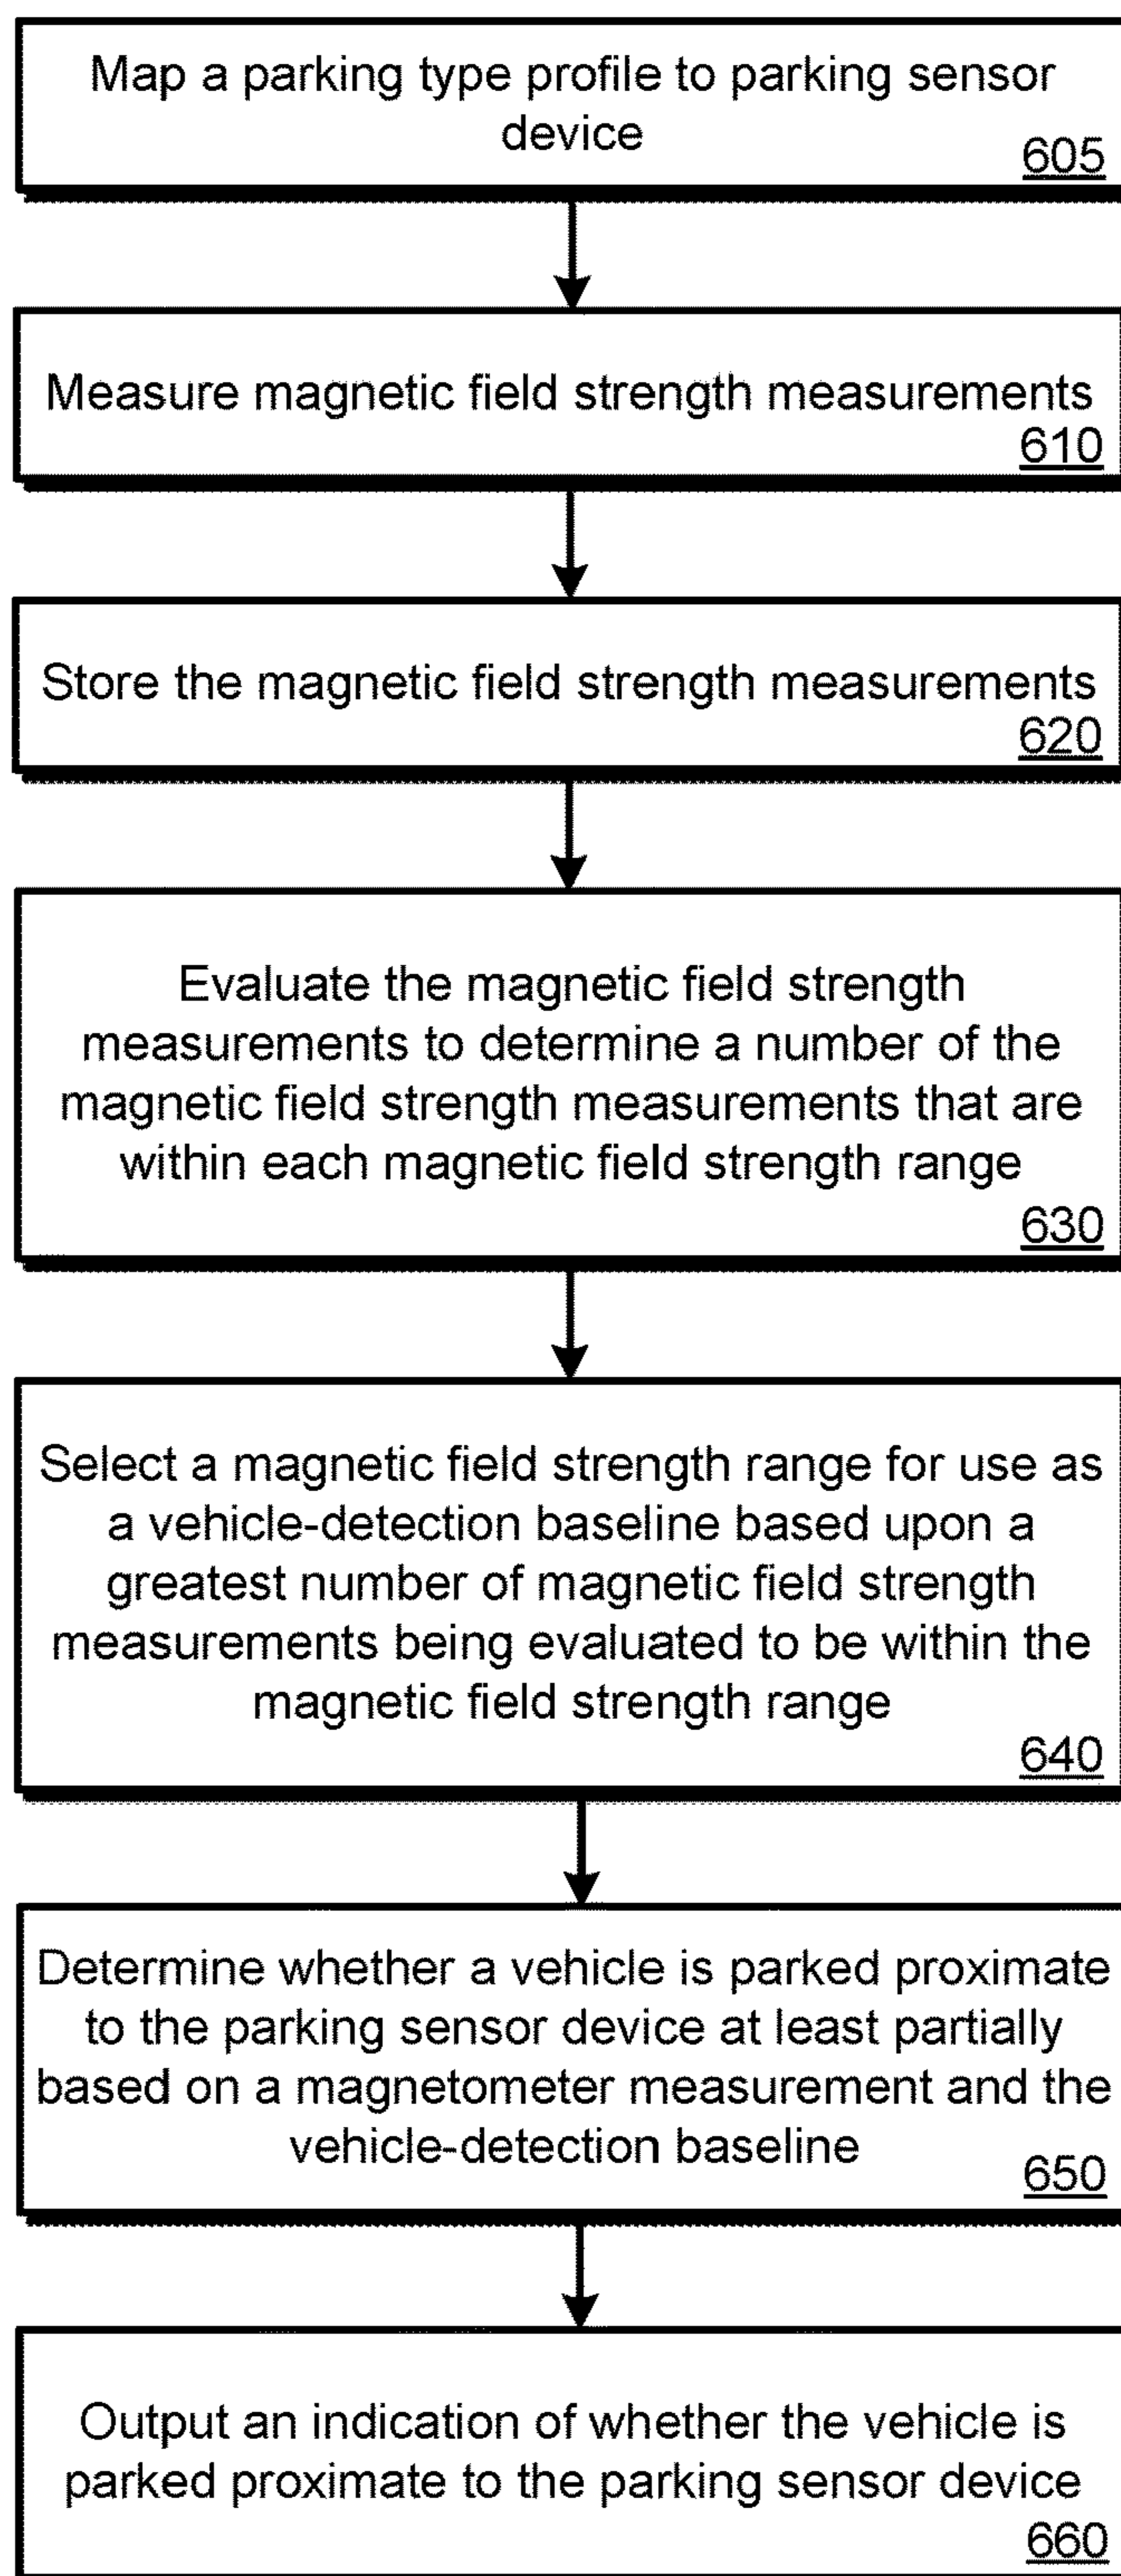 Map a parking type profile to parking sensor
device
605
Measure magnetic field strength measurements
610
Store the magnetic field strength measurements
620
Evaluate the magnetic field strength
measurements to determine a number of the
magnetic field strength measurements that are
within each magnetic field strength range
630
Select a magnetic field strength range for use as
a vehicle-detection baseline based upon a
greatest number of magnetic field strength
measurements being evaluated to be within the
magnetic field strength range
640
Determine whether a vehicle is parked proximate
to the parking sensor device at least partially
based on a magnetometer measurement and the
vehicle-detection baseline
650
Output an indication of whether the vehicle is
parked proximate to the parking sensor device
660